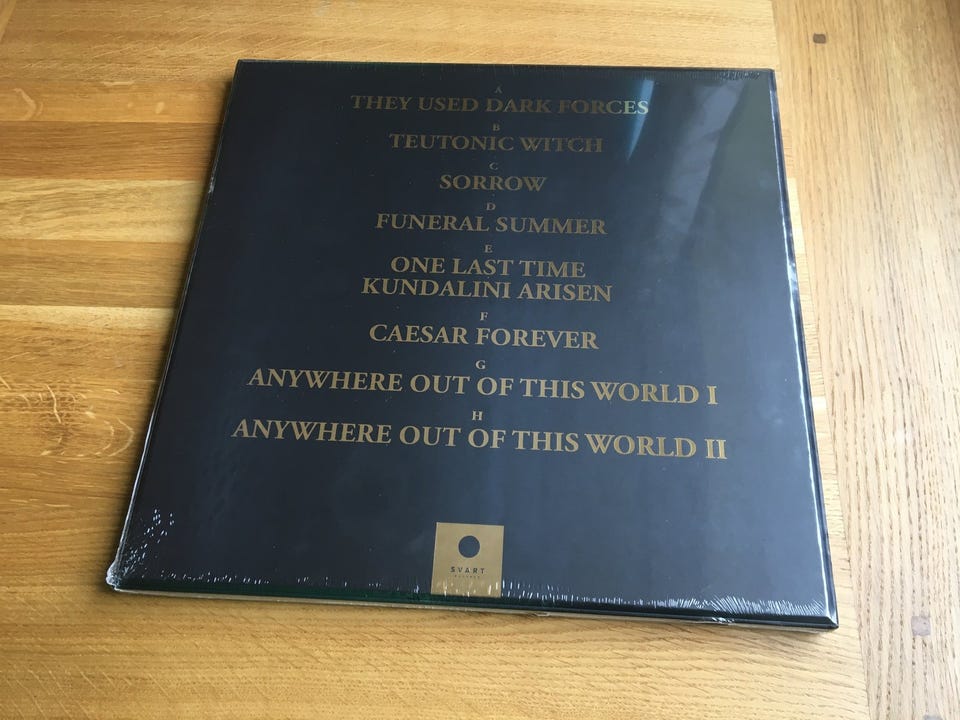 A
THEY USED DARK FORCES
B
TEUTONIC WITCH
C
SORROW
D
FUNERAL SUMMER
E
ONE LAST TIME
KUNDALINI ARISEN
F
CAESAR FOREVER
G
ANYWHERE OUT OF THIS WORLD I
H
ANYWHERE OUT OF THIS WORLD II
SVART
RECORDS